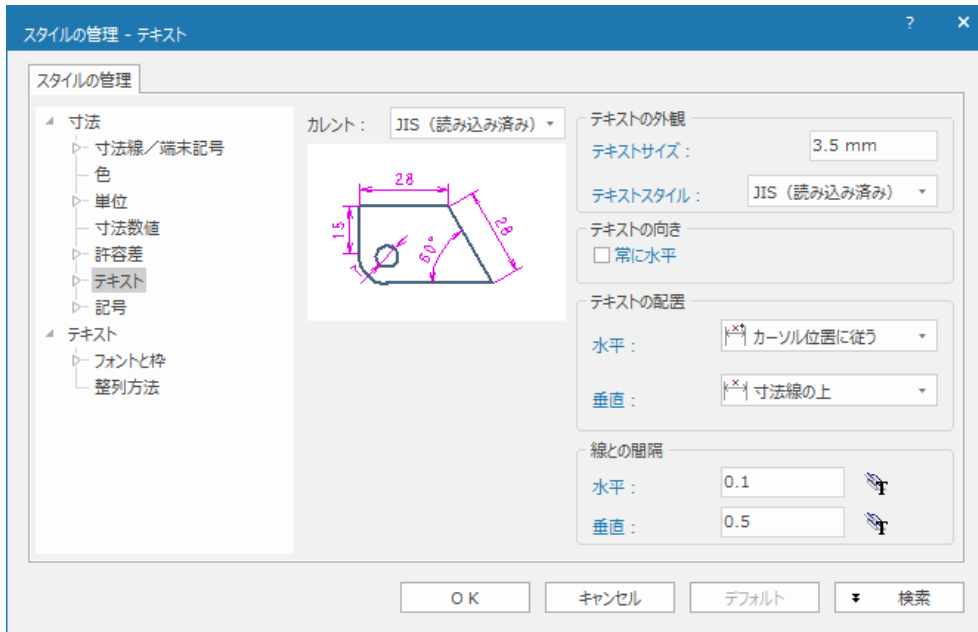 スタイルの管理 - テキスト
?
スタイルの管理
寸法
寸法線／端末記号
色
単位
寸法数値
許容差
テキスト
記号
テキスト
フォントと枠
整列方法
カレント：
JIS（読み込み済み）
28
15
7
60°
28
テキストの外観
テキストサイズ：
3.5 mm
テキストスタイル：
JIS（読み込み済み）
テキストの向き
常に水平
テキストの配置
水平：
カーソル位置に従う
垂直：
寸法線の上
線との間隔
水平：
0.1
T
垂直：
0.5
T
OK
キャンセル
デフォルト
検索